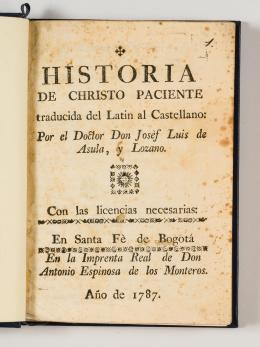 HISTORIA
DE CHRISTO PACIENTE
traducida del Latin al Castellano:
Por el Doctor Don Josef Luis de
Asula, y Lozano.
Con las licencias necesarias:
En Santa Fè de Bogotá
En la Imprenta Real de Don
Antonio Espinosa de los Monteros.
Año de 1787.